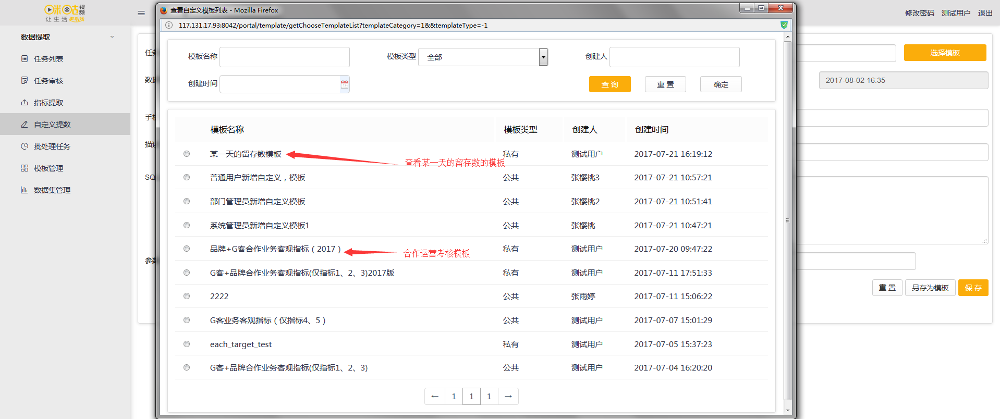 咪咕视频
让生活更精彩
数据提取
任务列表
任务审核
指标提取
自定义提数
批处理任务
模板管理
数据集管理
修改密码 测试用户 退出
任务
选择模板
数据
2017-08-02 16:35
手机
描述
SQ
参数
重 置 另存为模板 保 存
查看自定义模板列表 - Mozilla Firefox
117.131.17.93:8042/portal/template/getChooseTemplateList?templateCategory=1&&templateType=-1
模板名称 模板类型 全部 创建人
创建时间 查 询 重 置 确定
模板名称 模板类型 创建人 创建时间
某一天的留存数模板 私有 测试用户 2017-07-21 16:19:12
查看某一天的留存数的模板
普通用户新增自定义，模板 公共 张樱桃3 2017-07-21 10:57:21
部门管理员新增自定义模板 公共 张樱桃2 2017-07-21 10:51:41
系统管理员新增自定义模板1 公共 张樱桃 2017-07-21 10:47:21
品牌+G客合作业务客观指标（2017） 私有 测试用户 2017-07-20 09:47:22
合作运营考核模板
G客+品牌合作业务客观指标(仅指标1、2、3)2017版 私有 测试用户 2017-07-11 17:51:33
2222 公共 张雨婷 2017-07-11 15:06:22
G客业务客观指标（仅指标4、5） 公共 测试用户 2017-07-07 15:01:29
each_target_test 私有 测试用户 2017-07-05 15:37:23
G客+品牌合作业务客观指标(仅指标1、2、3) 公共 测试用户 2017-07-04 16:20:20
← 1 1 1 →